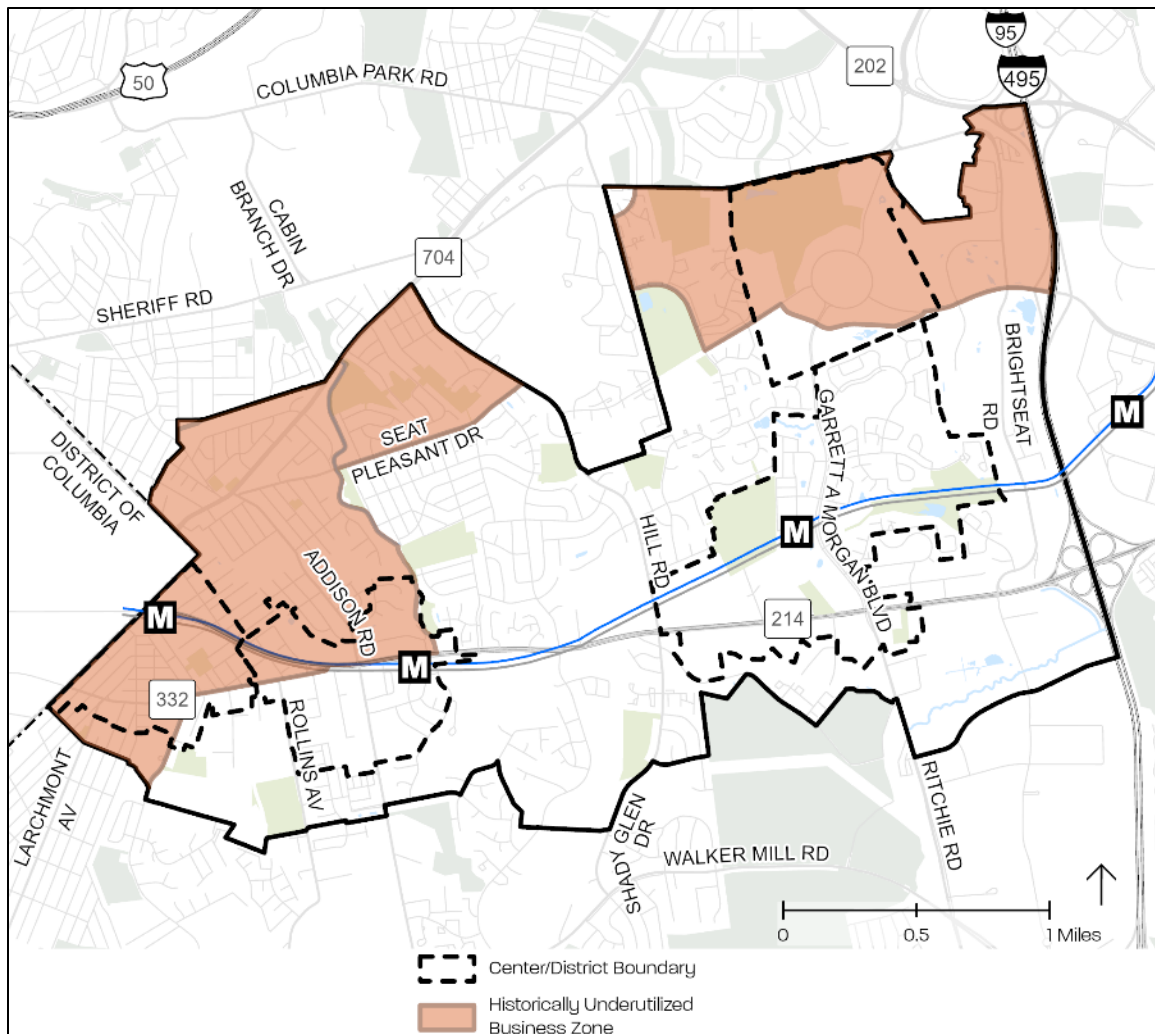 95
495
50
202
COLUMBIA PARK RD
CABIN
BRANCH DR
704
SHERIFF RD
DISTRICT OF
COLUMBIA
SEAT
PLEASANT DR
GARRETT A MORGAN BLVD
BRIGHTSEAT
RD
M
M
HILL RD
ADDISON RD
M
214
M
332
ROLLINS AV
LARCHMONT
AV
SHADY GLEN
DR
RITCHIE RD
WALKER MILL RD
0
0.5
1 Miles
Center/District Boundary
Historically Underutilized
Business Zone